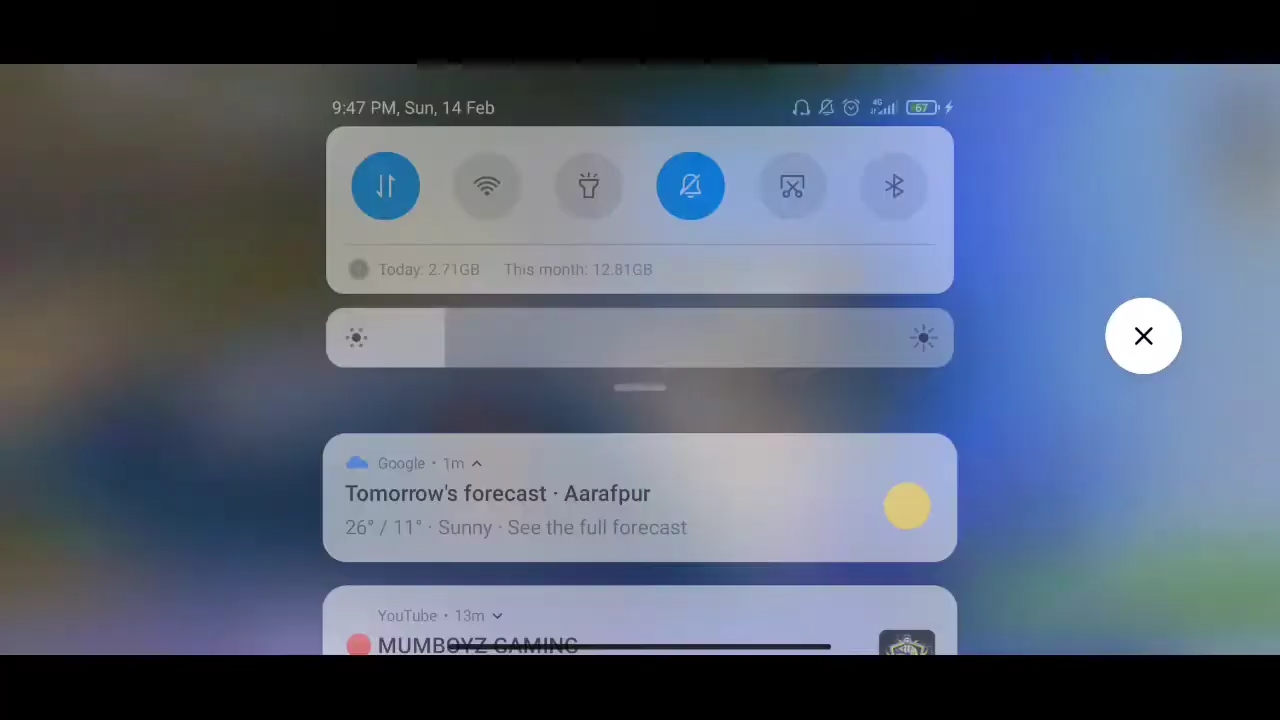 9:47 PM, Sun, 14 Feb
4G
67
Today: 2.71GB This month: 12.81GB
Google · 1m
Tomorrow's forecast · Aarafpur
26° / 11° · Sunny · See the full forecast
YouTube · 13m
MUMBOYZ GAMING